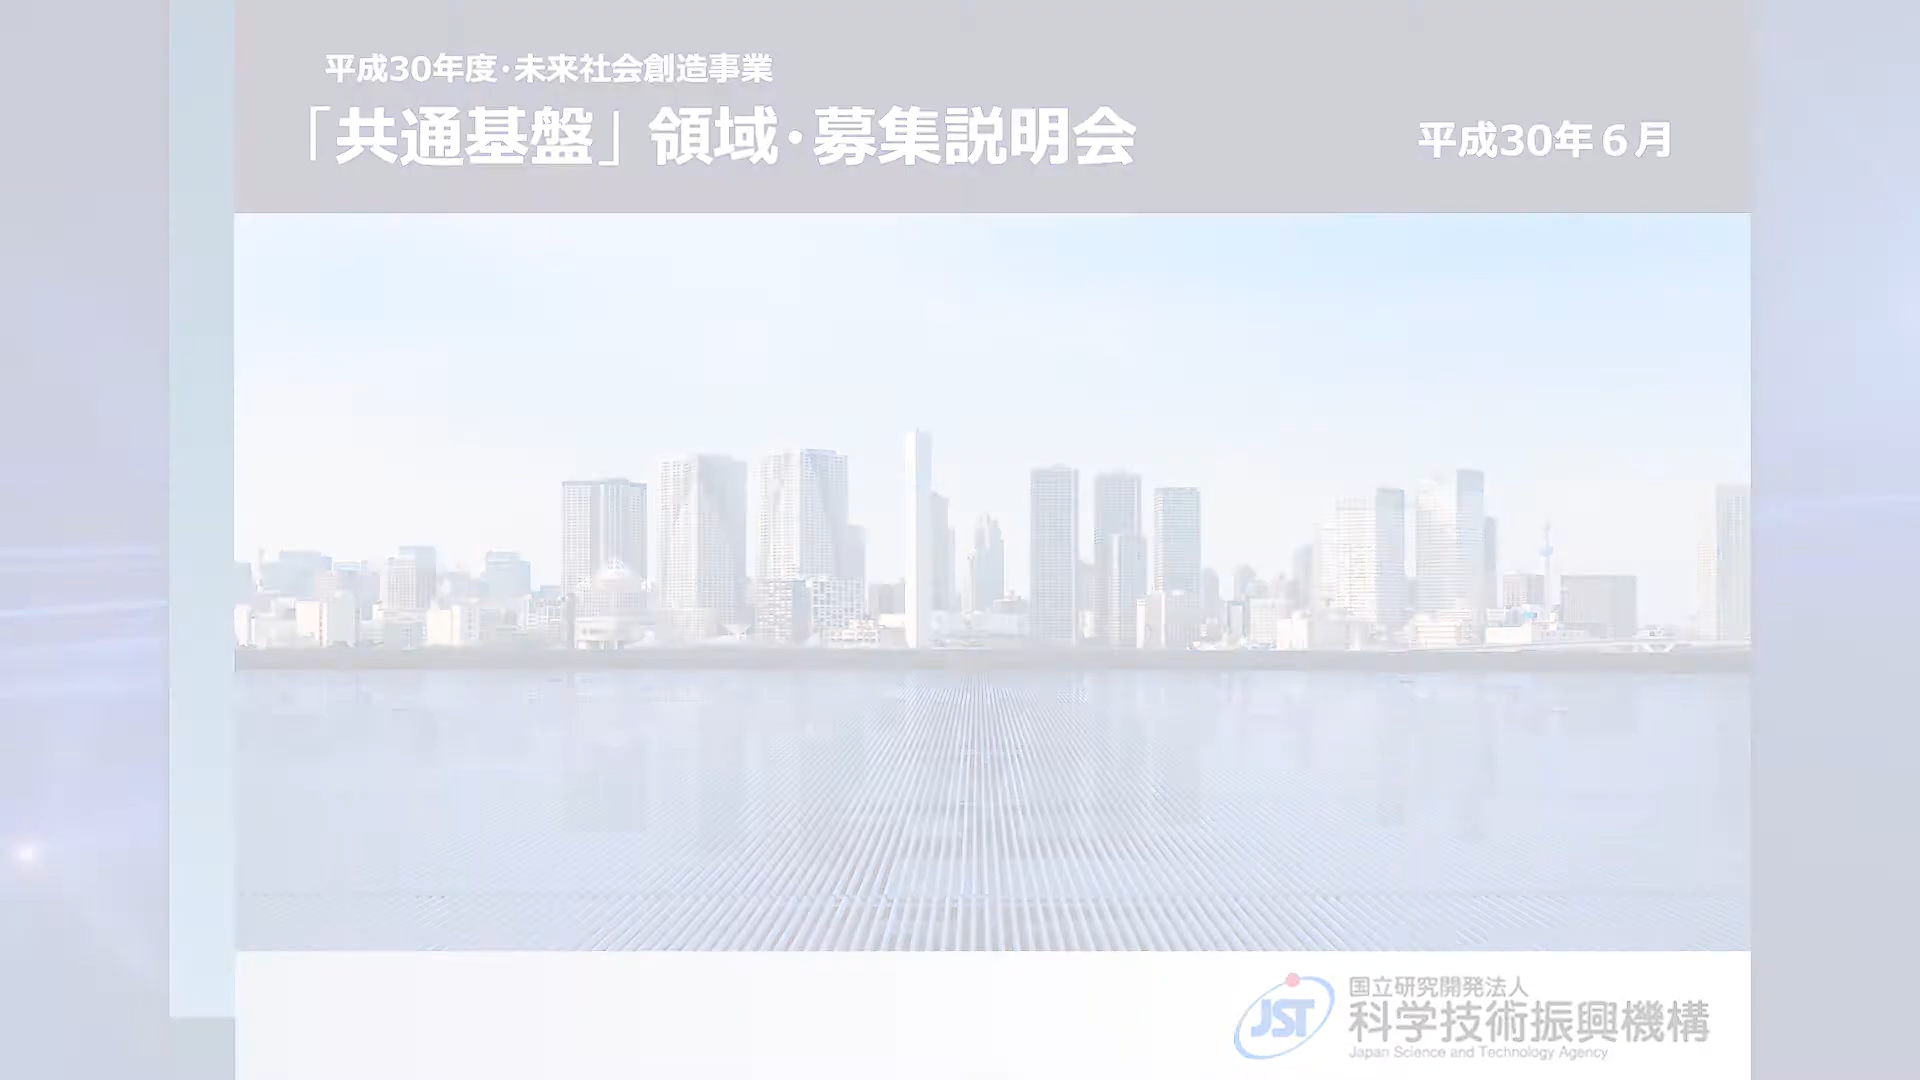 平成30年度･未来社会創造事業
「共通基盤」領域･募集説明会
平成30年６月
JST
国立研究開発法人
科学技術振興機構
Japan Science and Technology Agency